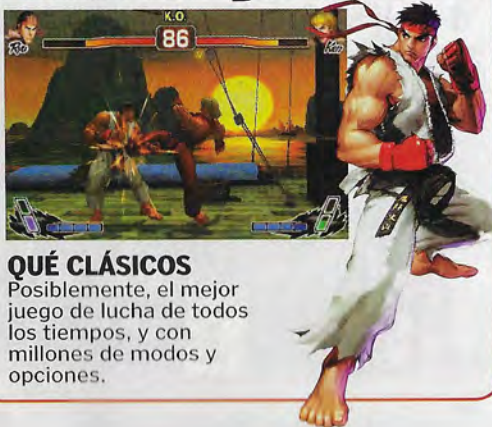 K.O.
86
Ryu
Ken
QUÉ CLÁSICOS
Posiblemente, el mejor
juego de lucha de todos
los tiempos, y con
millones de modos y
opciones.